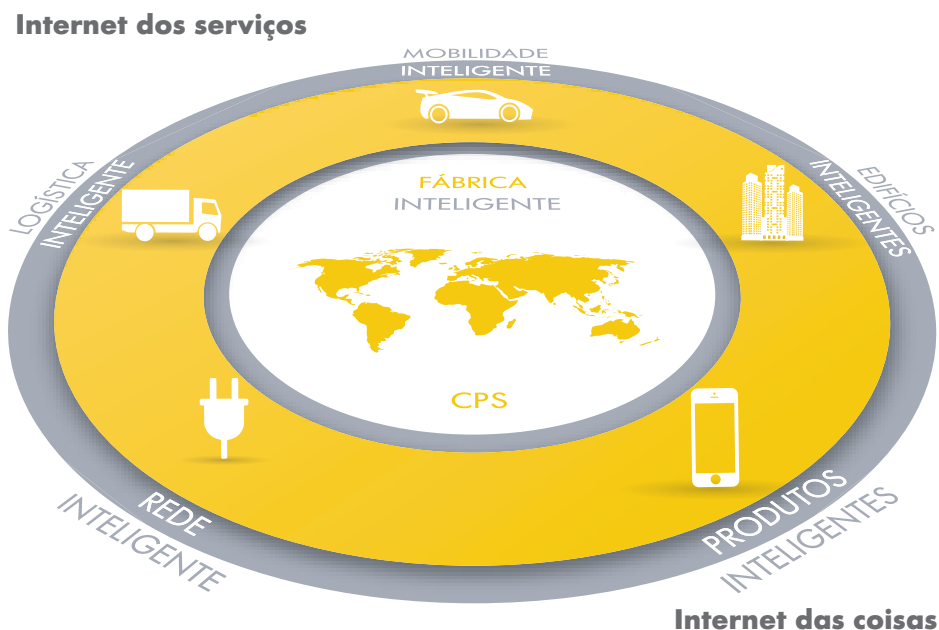 Internet dos serviços
MOBILIDADE
INTELIGENTE
LOGÍSTICA
INTELIGENTE
EDIFÍCIOS
INTELIGENTES
FÁBRICA
INTELIGENTE
CPS
REDE
INTELIGENTE
PRODUTOS
INTELIGENTES
Internet das coisas